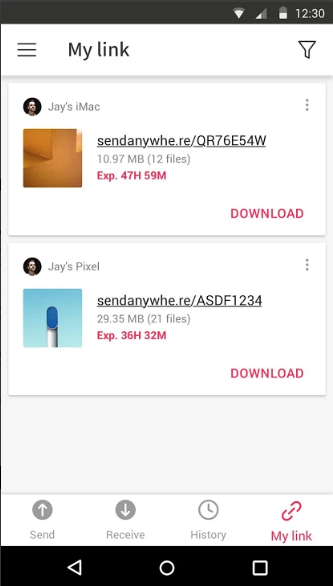 12:30
My link
Jay's iMac
sendanywhe.re/QR76E54W
10.97 MB (12 files)
Exp. 47H 59M
DOWNLOAD
Jay's Pixel
sendanywhe.re/ASDF1234
29.35 MB (21 files)
Exp. 36H 32M
DOWNLOAD
Send Receive History My link